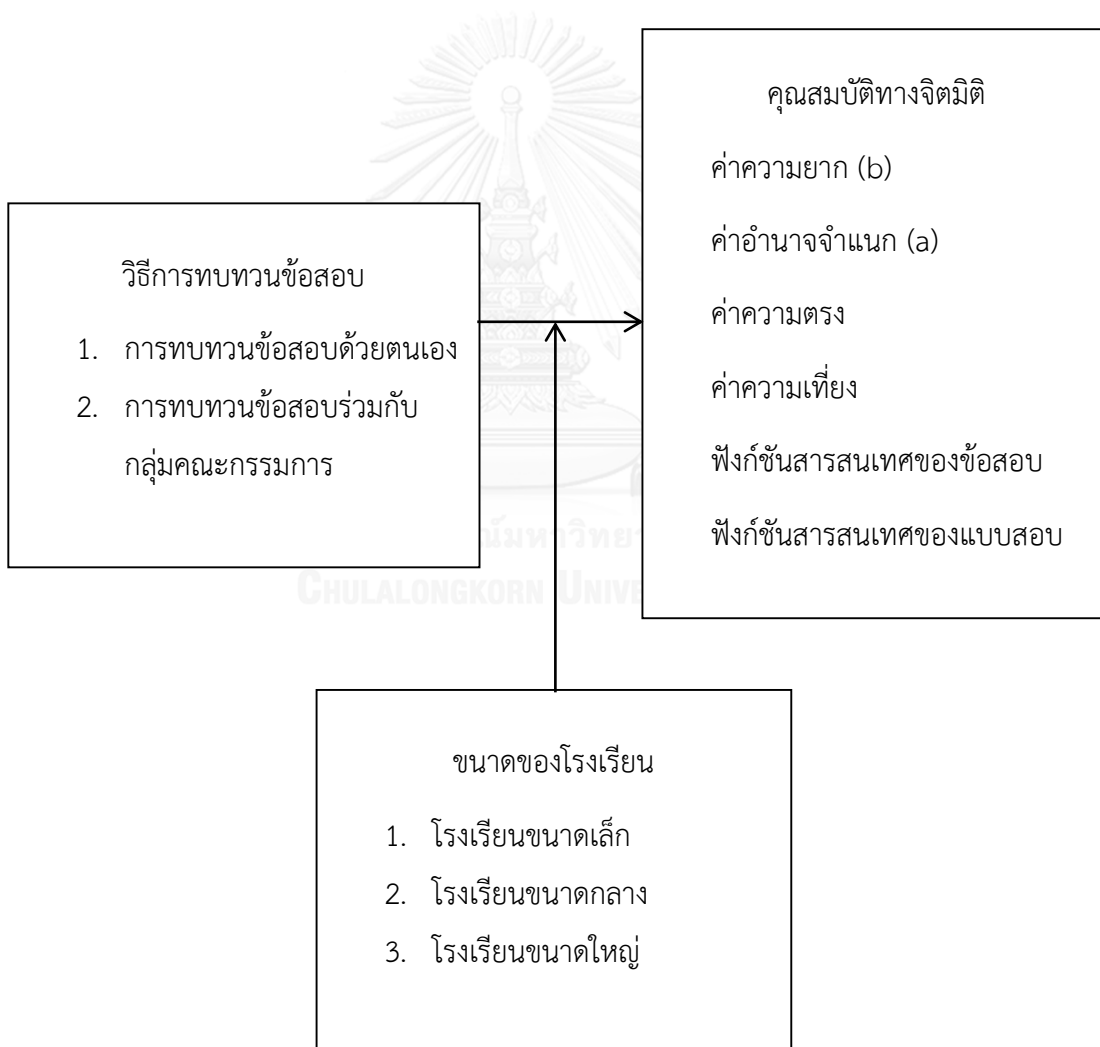 คุณสมบัติทางจิตมิติ
ค่าความยาก (b)
ค่าอำนาจจำแนก (a)
ค่าความตรง
ค่าความเที่ยง
ฟังก์ชันสารสนเทศของข้อสอบ
ฟังก์ชันสารสนเทศของแบบสอบ
วิธีการทบทวนข้อสอบ
1. การทบทวนข้อสอบด้วยตนเอง
2. การทบทวนข้อสอบร่วมกับ
กลุ่มคณะกรรมการ
CHULALONGKORN
ขนาดของโรงเรียน
1. โรงเรียนขนาดเล็ก
2. โรงเรียนขนาดกลาง
3. โรงเรียนขนาดใหญ่